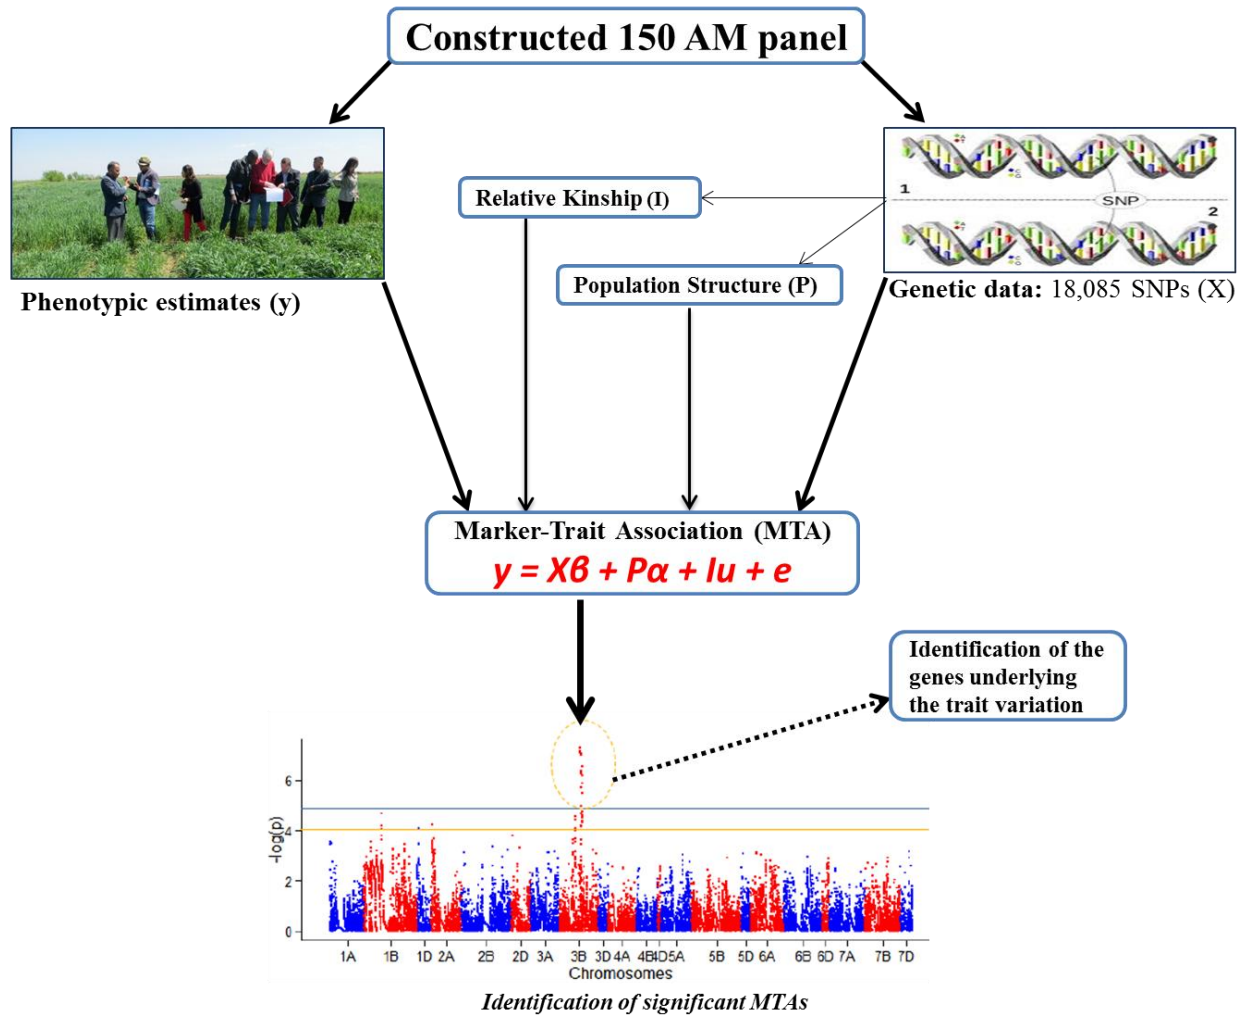 Constructed 150 AM panel
Relative Kinship (I)
Population Structure (P)
1
SNP
2
Phenotypic estimates (y)
Genetic data: 18,085 SNPs (X)
Marker-Trait Association (MTA)
y = Xβ + Pα + Iu + e
Identification of the
genes underlying
the trait variation
6
4
2
0
-log(p)
1A 1B 1D 2A 2B 2D 3A 3B 3D 4A 4B 4D 5A 5B 5D 6A 6B 6D 7A 7B 7D
Chromosomes
Identification of significant MTAs